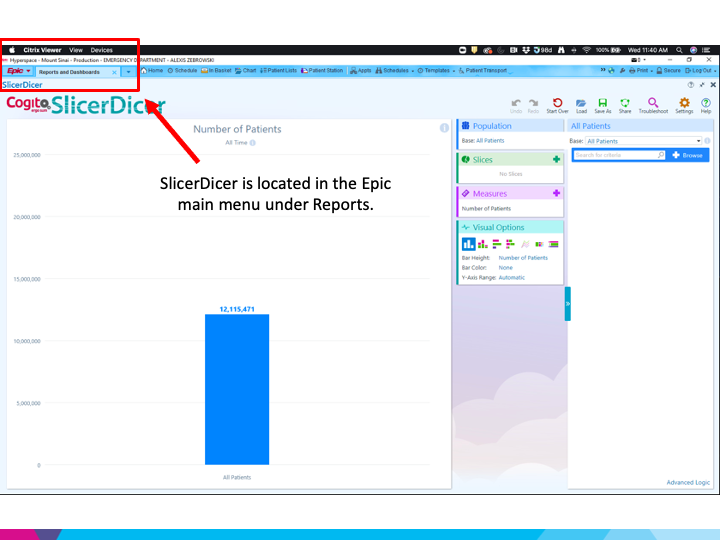 Citrix Viewer View Devices
98d 100% Wed 11:40 AM
Hyperspace - Mount Sinai - Production - EMERGENCY DEPARTMENT - ALEXIS ZEBROWSKI
Epic Reports and Dashboards Home Schedule In Basket Chart Patient Lists Patient Station Appts Schedules Templates Patient Transport Print Secure Log Out
SlicerDicer
Cogito SlicerDicer
Undo Redo Start Over Load Save As Share Troubleshoot Settings Help
Number of Patients
All Time
25,000,000
20,000,000
15,000,000
10,000,000
5,000,000
0
12,115,471
All Patients
SlicerDicer is located in the Epic
main menu under Reports.
Population
Base: All Patients
Slices
No Slices
Measures
Number of Patients
Visual Options
Bar Height: Number of Patients
Bar Color: None
Y-Axis Range: Automatic
All Patients
Base: All Patients
Search for criteria Browse
Advanced Logic